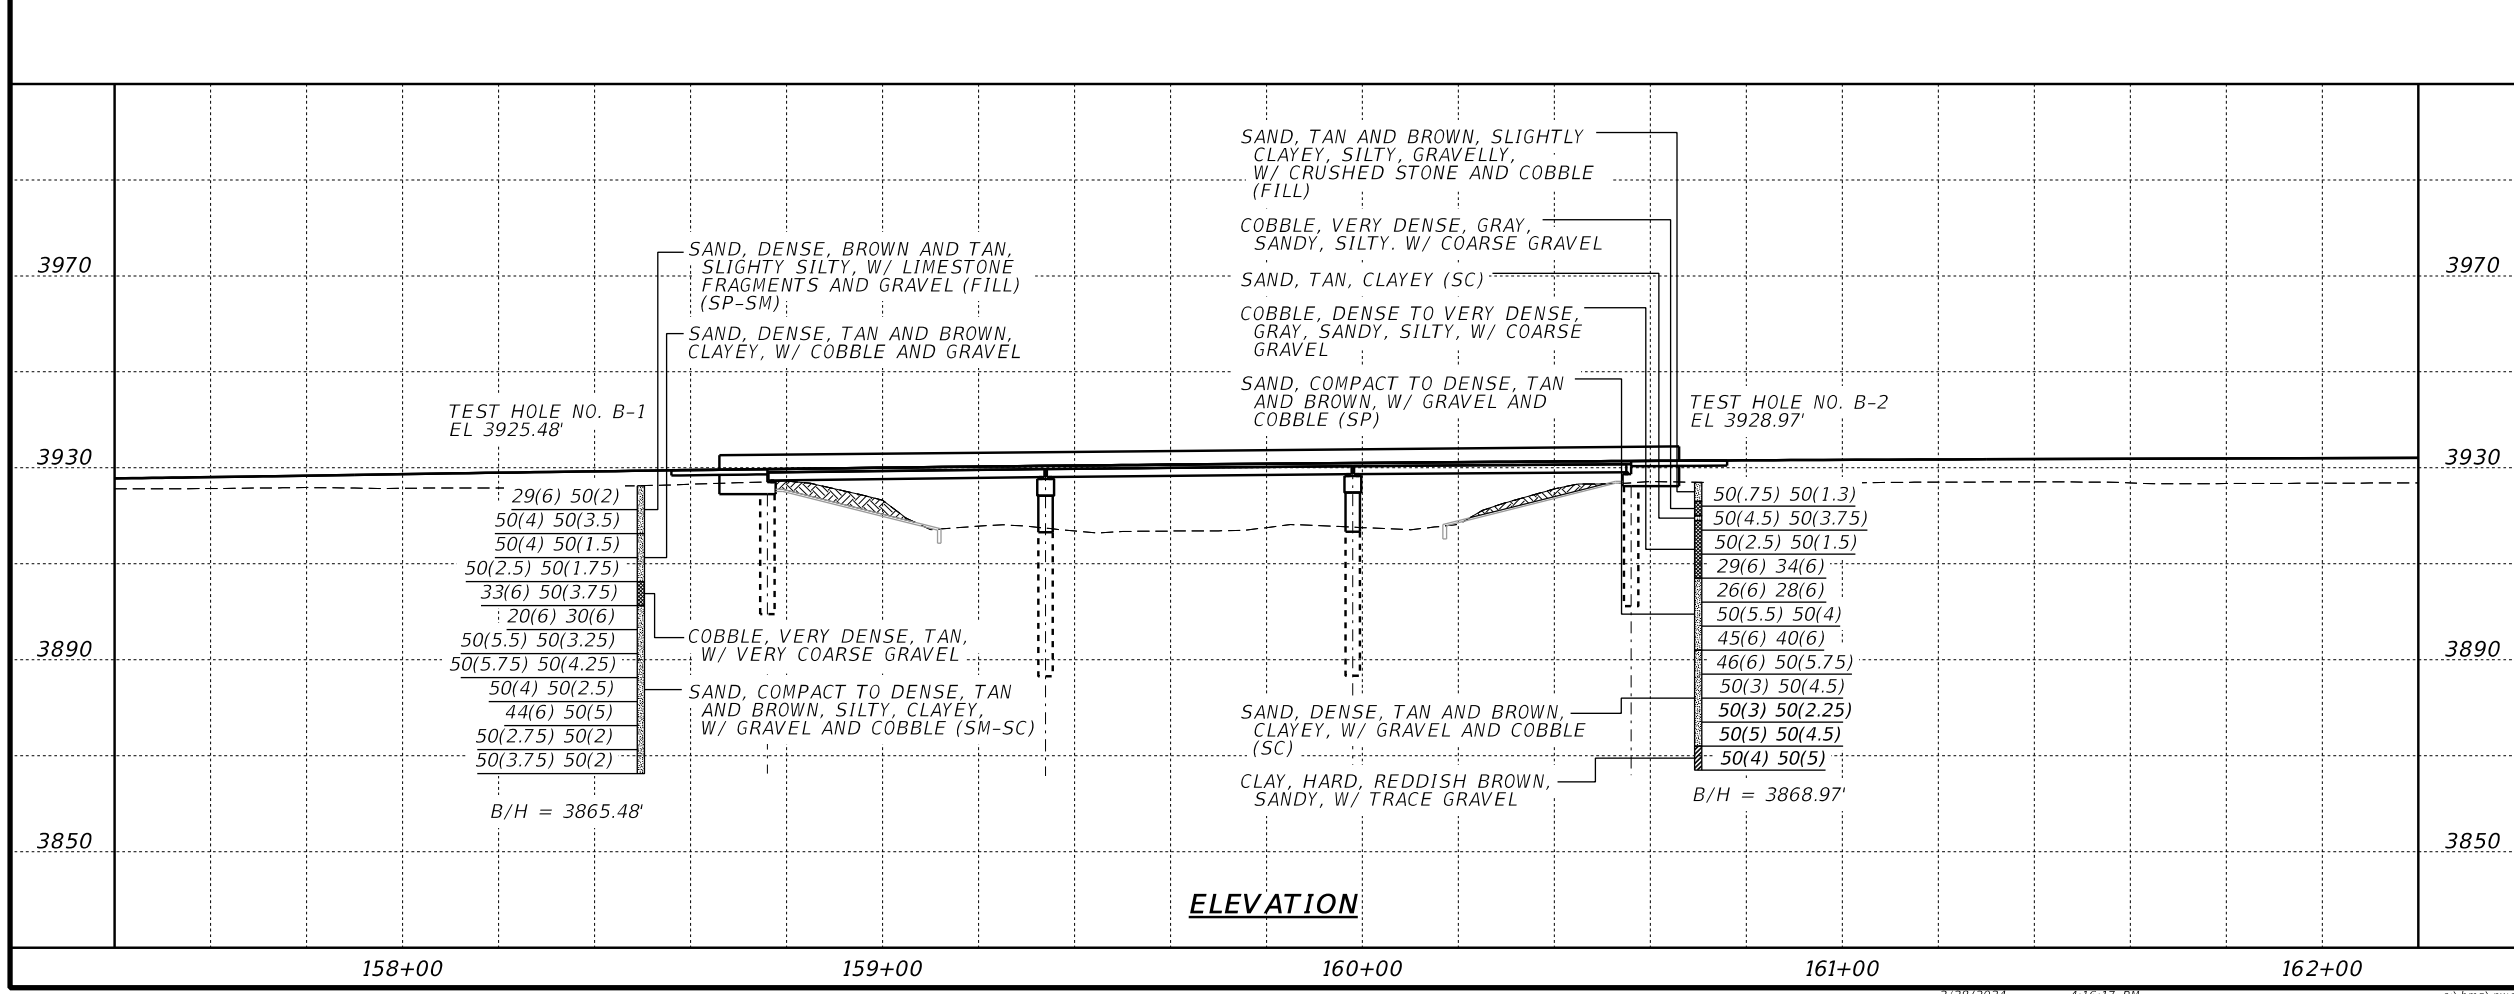 SAND, TAN AND BROWN, SLIGHTLY
CLAYEY, SILTY, GRAVELLY,
W/ CRUSHED STONE AND COBBLE
(FILL)
COBBLE, VERY DENSE, GRAY,
SANDY, SILTY. W/ COARSE GRAVEL
SAND, TAN, CLAYEY (SC)
COBBLE, DENSE TO VERY DENSE,
GRAY, SANDY, SILTY, W/ COARSE
GRAVEL
SAND, COMPACT TO DENSE, TAN
AND BROWN, W/ GRAVEL AND
COBBLE (SP)
SAND, DENSE, BROWN AND TAN,
SLIGHTY SILTY, W/ LIMESTONE
FRAGMENTS AND GRAVEL (FILL)
(SP-SM)
SAND, DENSE, TAN AND BROWN,
CLAYEY, W/ COBBLE AND GRAVEL
3970
3970
TEST HOLE NO. B-1
EL 3925.48'
TEST HOLE NO. B-2
EL 3928.97'
3930
3930
29(6) 50(2)
50(4) 50(3.5)
50(4) 50(1.5)
50(2.5) 50(1.75)
33(6) 50(3.75)
20(6) 30(6)
50(5.5) 50(3.25)
50(5.75) 50(4.25)
50(4) 50(2.5)
44(6) 50(5)
50(2.75) 50(2)
50(3.75) 50(2)
B/H = 3865.48'
50(.75) 50(1.3)
50(4.5) 50(3.75)
50(2.5) 50(1.5)
29(6) 34(6)
26(6) 28(6)
50(5.5) 50(4)
45(6) 40(6)
46(6) 50(5.75)
50(3) 50(4.5)
50(3) 50(2.25)
50(5) 50(4.5)
50(4) 50(5)
B/H = 3868.97'
COBBLE, VERY DENSE, TAN,
W/ VERY COARSE GRAVEL
SAND, COMPACT TO DENSE, TAN
AND BROWN, SILTY, CLAYEY,
W/ GRAVEL AND COBBLE (SM-SC)
SAND, DENSE, TAN AND BROWN,
CLAYEY, W/ GRAVEL AND COBBLE
(SC)
CLAY, HARD, REDDISH BROWN,
SANDY, W/ TRACE GRAVEL
3890
3890
3850
3850
ELEVATION
158+00
159+00
160+00
161+00
162+00